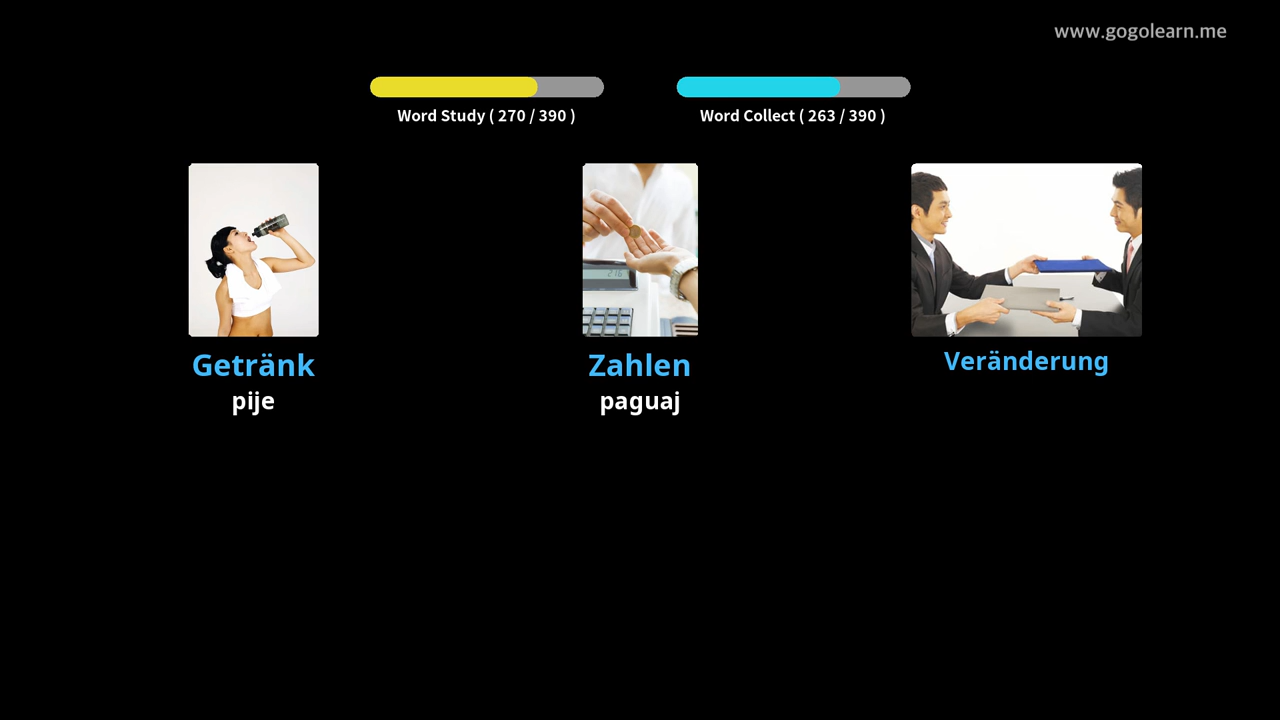 www.gogolearn.me
Word Study ( 270 / 390 )
Word Collect ( 263 / 390 )
Getränk
pije
Zahlen
paguaj
Veränderung